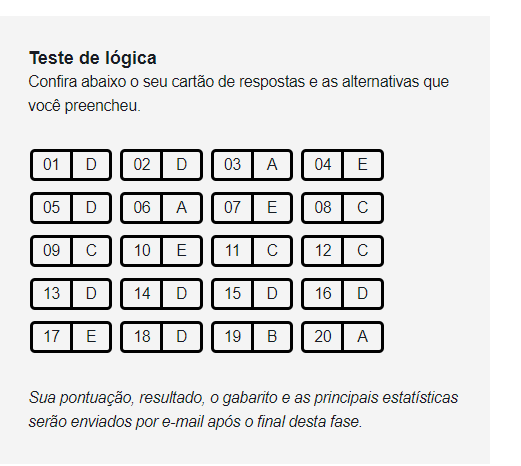 Teste de lógica
Confira abaixo o seu cartão de respostas e as alternativas que
você preencheu.
01 D 02 D 03 A 04 E
05 D 06 A 07 E 08 C
09 C 10 E 11 C 12 C
13 D 14 D 15 D 16 D
17 E 18 D 19 B 20 A
Sua pontuação, resultado, o gabarito e as principais estatísticas
serão enviados por e-mail após o final desta fase.